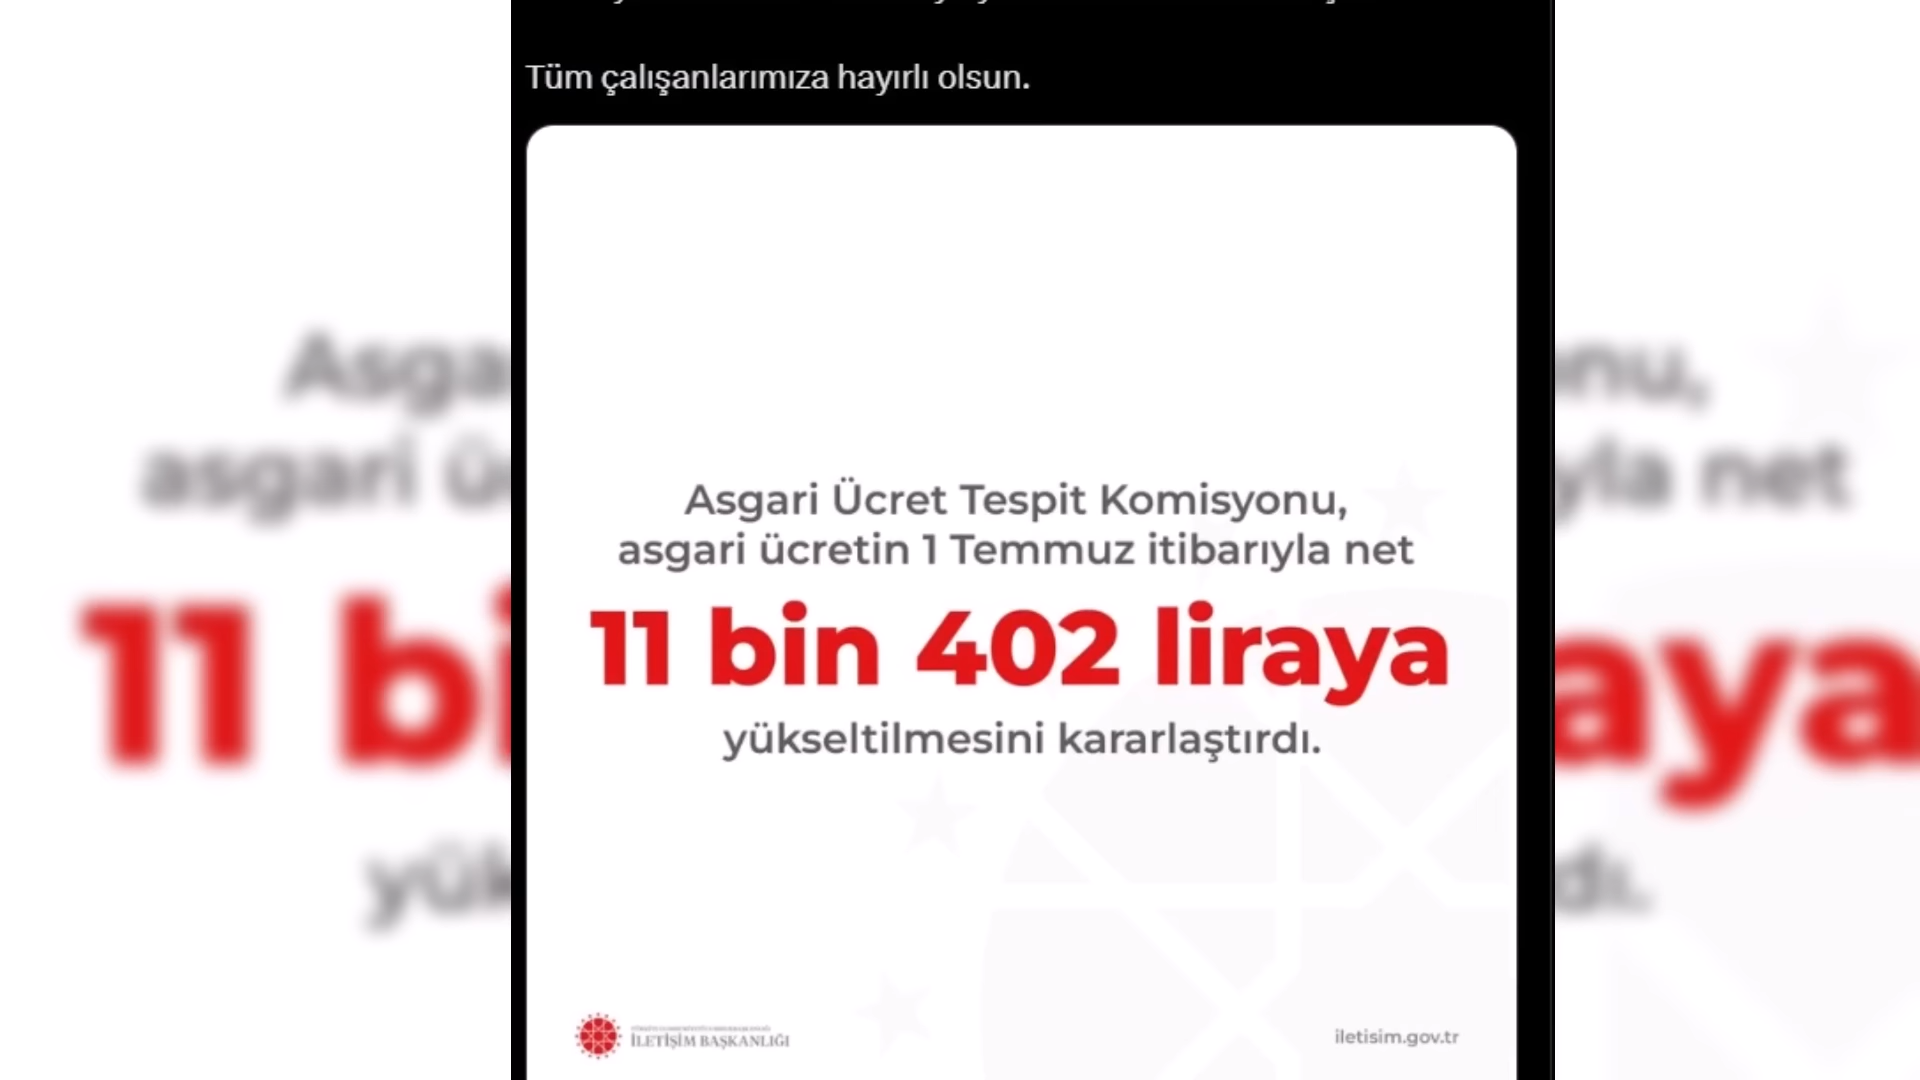 Tüm çalışanlarımıza hayırlı olsun.
Asgari Ücret Tespit Komisyonu,
asgari ücretin 1 Temmuz itibarıyla net
11 bin 402 liraya
yükseltilmesini kararlaştırdı.
İLETİŞİM BAŞKANLIĞI
iletisim.gov.tr